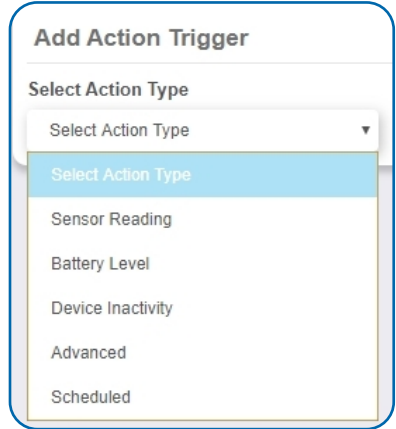 Add Action Trigger
Select Action Type
Select Action Type
Select Action Type
Sensor Reading
Battery Level
Device Inactivity
Advanced
Scheduled